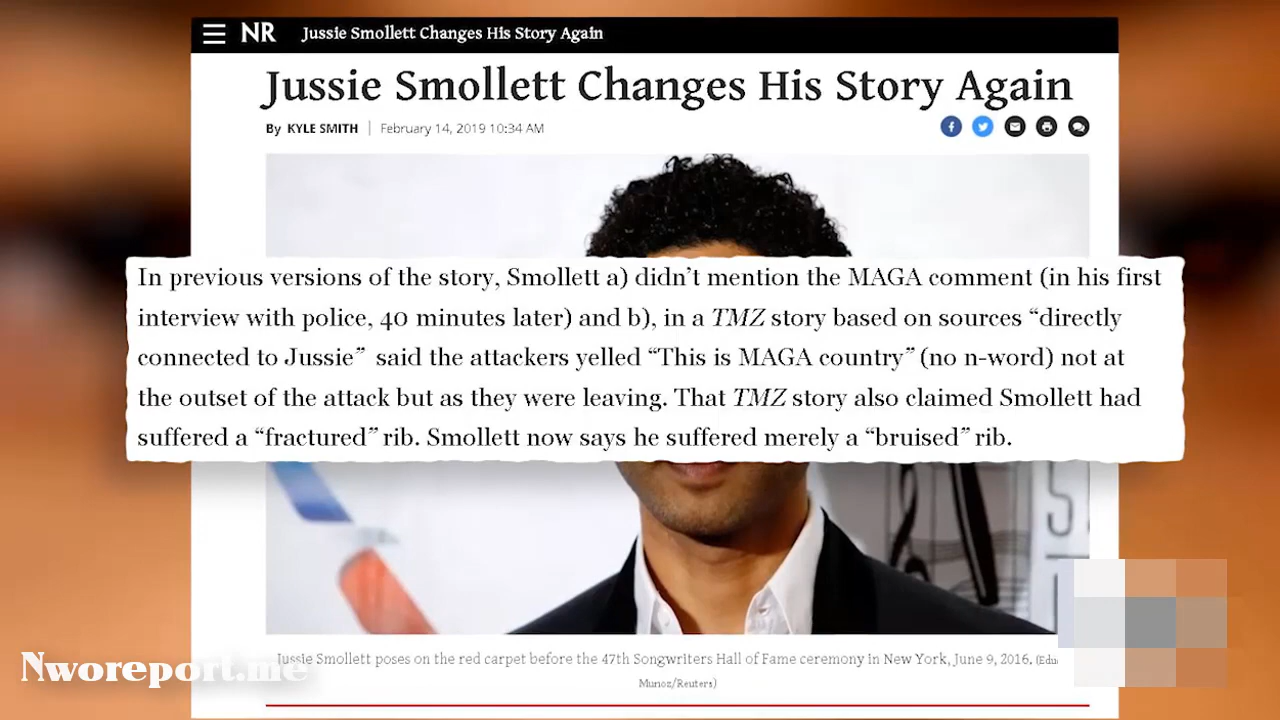 NR Jussie Smollett Changes His Story Again
Jussie Smollett Changes His Story Again
By KYLE SMITH | February 14, 2019 10:34 AM
In previous versions of the story, Smollett a) didn’t mention the MAGA comment (in his first
interview with police, 40 minutes later) and b), in a TMZ story based on sources “directly
connected to Jussie” said the attackers yelled “This is MAGA country” (no n-word) not at
the outset of the attack but as they were leaving. That TMZ story also claimed Smollett had
suffered a “fractured” rib. Smollett now says he suffered merely a “bruised” rib.
Jussie Smollett poses on the red carpet before the 47th Songwriters Hall of Fame ceremony in New York, June 9, 2016.
Munoz/Reuters)
Nworeport.me